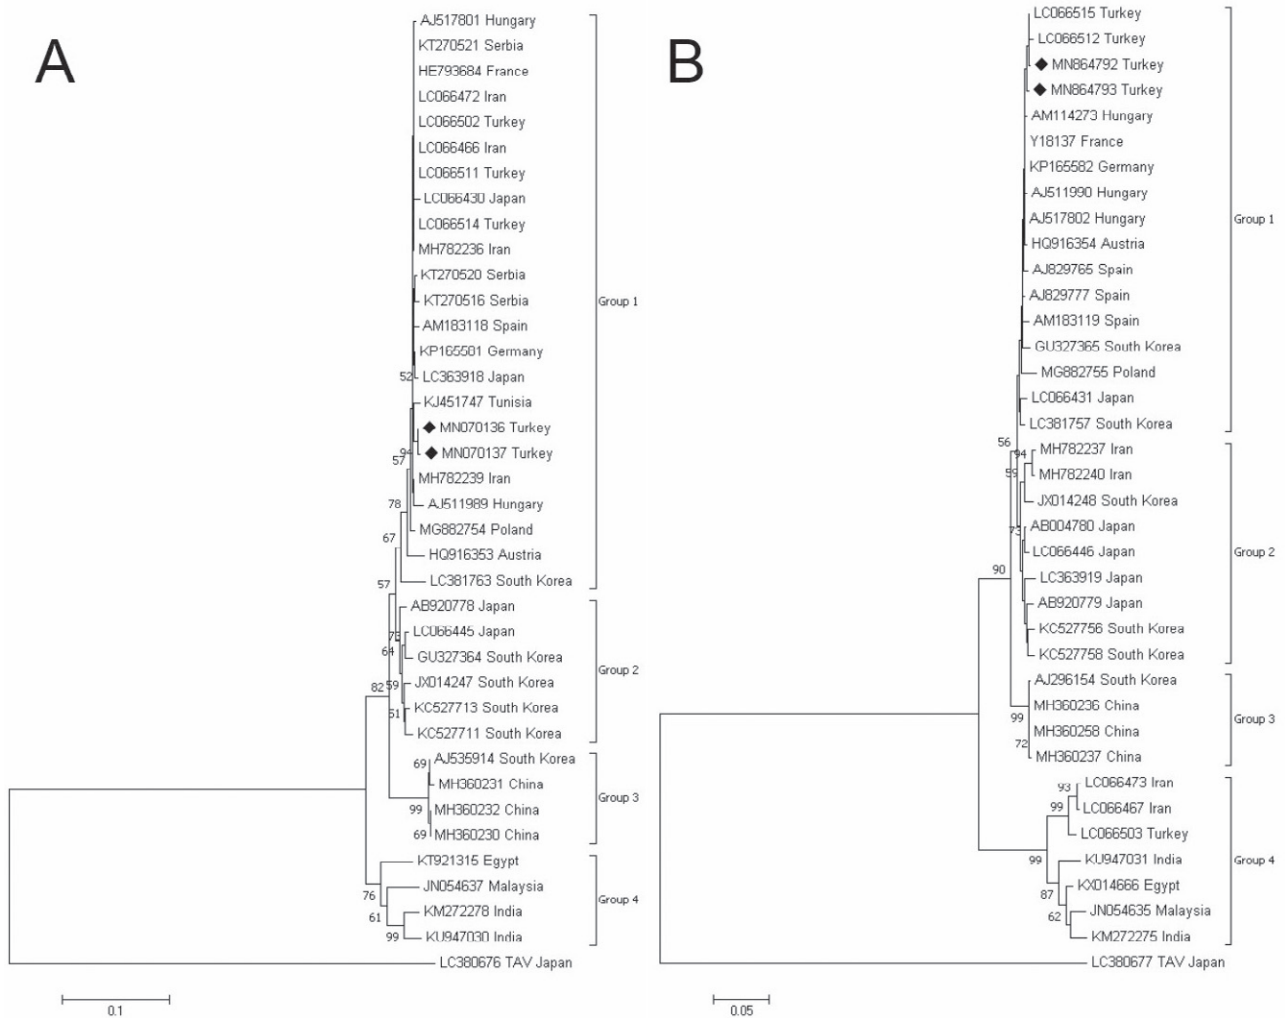 A
AJ517801 Hungary
KT270521 Serbia
HE793684 France
LC066472 Iran
LC066502 Turkey
LC066466 Iran
LC066511 Turkey
LC066430 Japan
LC066514 Turkey
MH782236 Iran
KT270520 Serbia
KT270516 Serbia
Group 1
AM183118 Spain
KP165581 Germany
52
LC363918 Japan
KJ451747 Tunisia
MN070136 Turkey
94
MN070137 Turkey
57
MH782239 Iran
78
AJ511989 Hungary
MG882754 Poland
67
HQ916353 Austria
57
LC381763 South Korea
AB920778 Japan
73
LC066445 Japan
64
GU327364 South Korea
Group 2
82
59
JX014247 South Korea
51
KC527713 South Korea
KC527711 South Korea
69
AJ535914 South Korea
MH360231 China
Group 3
99
MH360232 China
69
MH360230 China
KT921315 Egypt
76
JN054637 Malaysia
Group 4
61
KM272278 India
99
KU947030 India
LC380676 TAV Japan
0.1
B
LC066515 Turkey
LC066512 Turkey
MN864792 Turkey
MN864793 Turkey
AM114273 Hungary
Y18137 France
KP165582 Germany
AJ511990 Hungary
AJ517802 Hungary
Group 1
HQ916354 Austria
AJ829765 Spain
AJ829777 Spain
AM183119 Spain
GU327365 South Korea
MG882755 Poland
LC066431 Japan
LC381757 South Korea
56
94
MH782237 Iran
59
MH782240 Iran
JX014248 South Korea
73
AB004780 Japan
LC066446 Japan
Group 2
90
LC363919 Japan
AB920779 Japan
KC527756 South Korea
KC527758 South Korea
AJ296154 South Korea
99
MH360236 China
Group 3
72
MH360258 China
MH360237 China
93
LC066473 Iran
99
LC066467 Iran
LC066503 Turkey
99
KU947031 India
Group 4
87
KX014666 Egypt
62
JN054635 Malaysia
KM272275 India
LC380677 TAV Japan
0.05